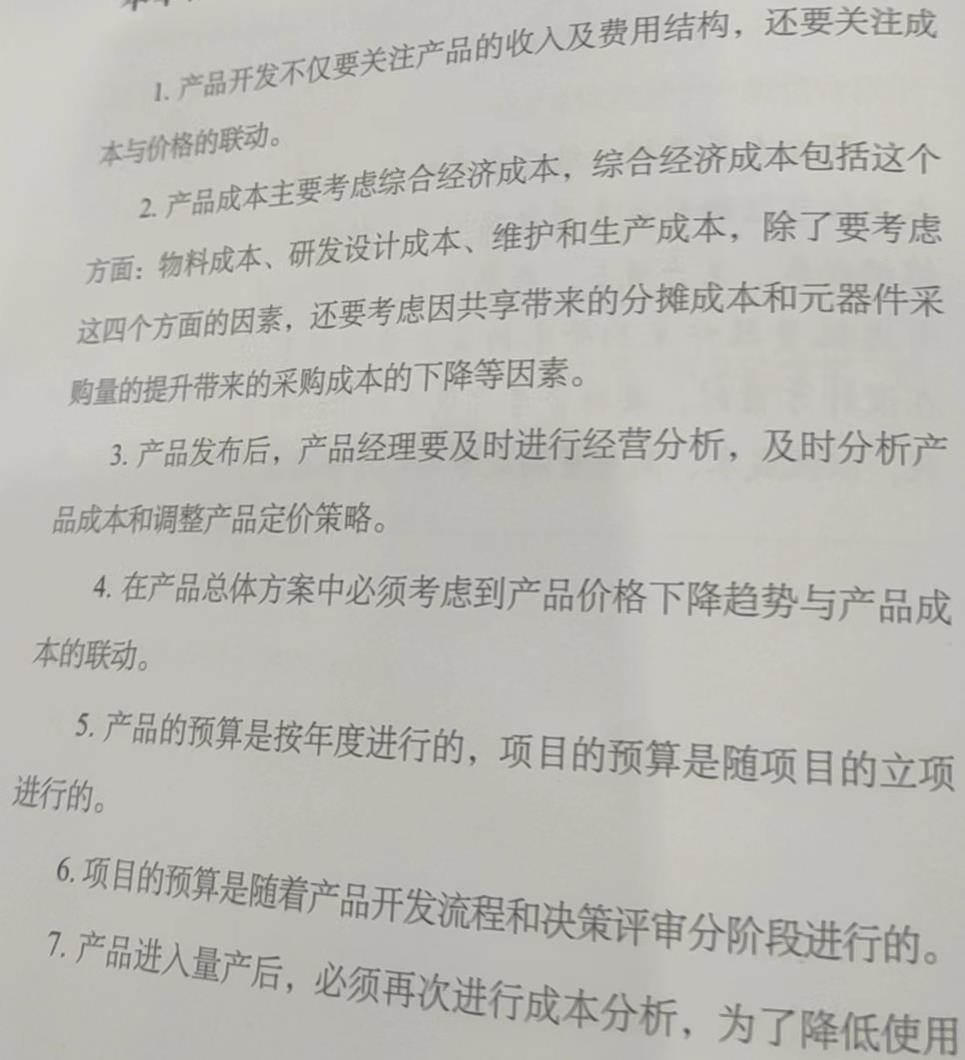 1. 产品开发不仅要关注产品的收入及费用结构，还要关注成
本与价格的联动。
2. 产品成本主要考虑综合经济成本，综合经济成本包括这个
方面：物料成本、研发设计成本、维护和生产成本，除了要考虑
这四个方面的因素，还要考虑因共享带来的分摊成本和元器件采
购量的提升带来的采购成本的下降等因素。
3. 产品发布后，产品经理要及时进行经营分析，及时分析产
品成本和调整产品定价策略。
4. 在产品总体方案中必须考虑到产品价格下降趋势与产品成
本的联动。
5. 产品的预算是按年度进行的，项目的预算是随项目的立项
进行的。
6. 项目的预算是随着产品开发流程和决策评审分阶段进行的。
7. 产品进入量产后，必须再次进行成本分析，为了降低使用